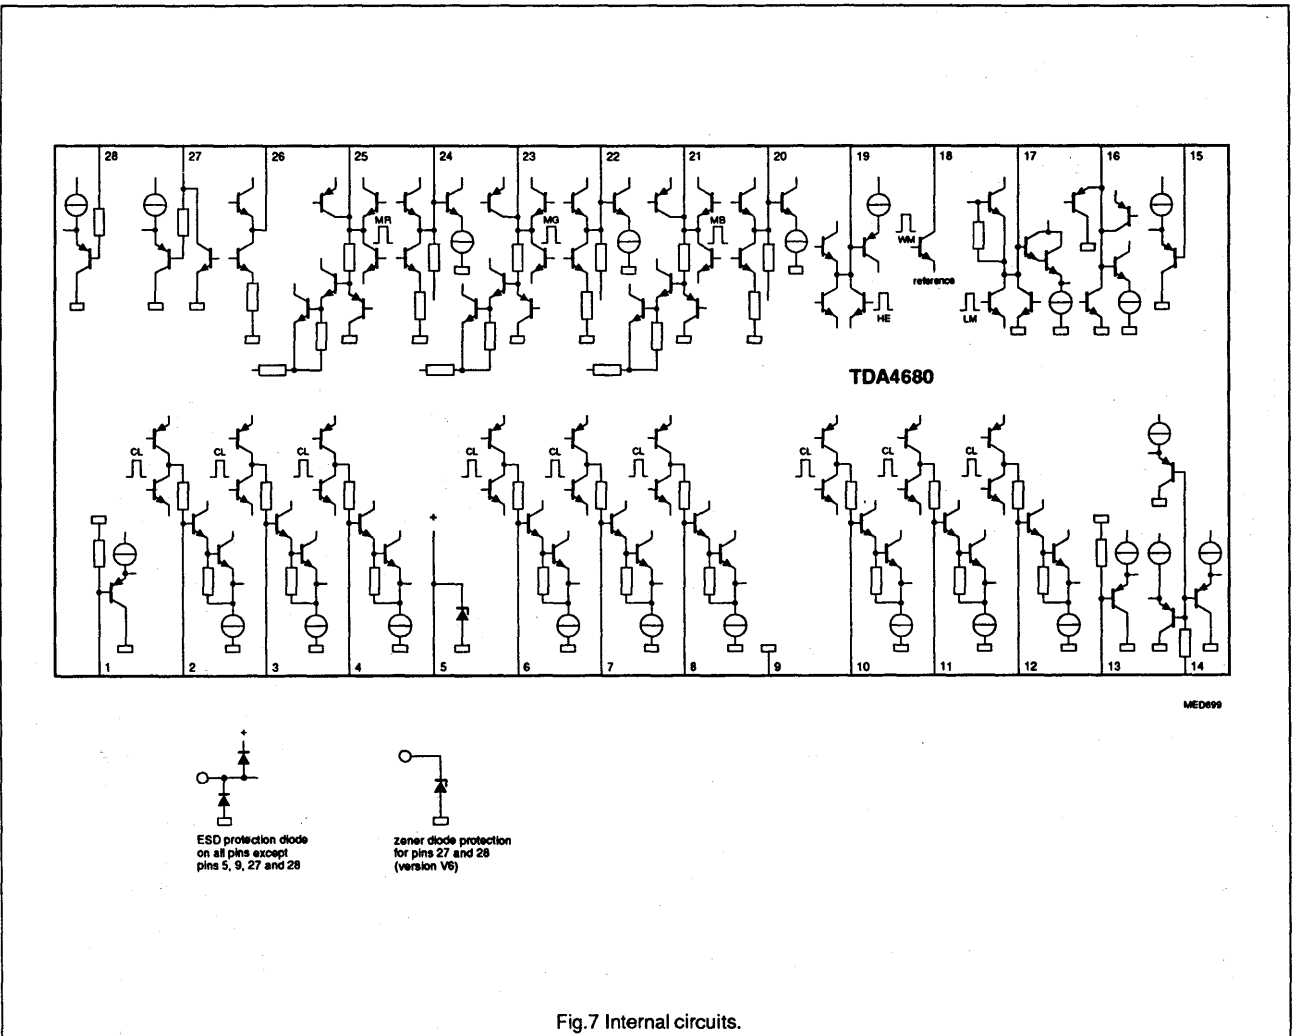 28 27 26 25 24 23 22 21 20 19 18 17 16 15
MR MG MB WM
reference
HE LM
TDA4680
CL CL CL CL CL CL CL CL CL
+
1 2 3 4 5 6 7 8 9 10 11 12 13 14
MED699
+
ESD protection diode
on all pins except
pins 5, 9, 27 and 28
zener diode protection
for pins 27 and 28
(version V6)
Fig.7 Internal circuits.